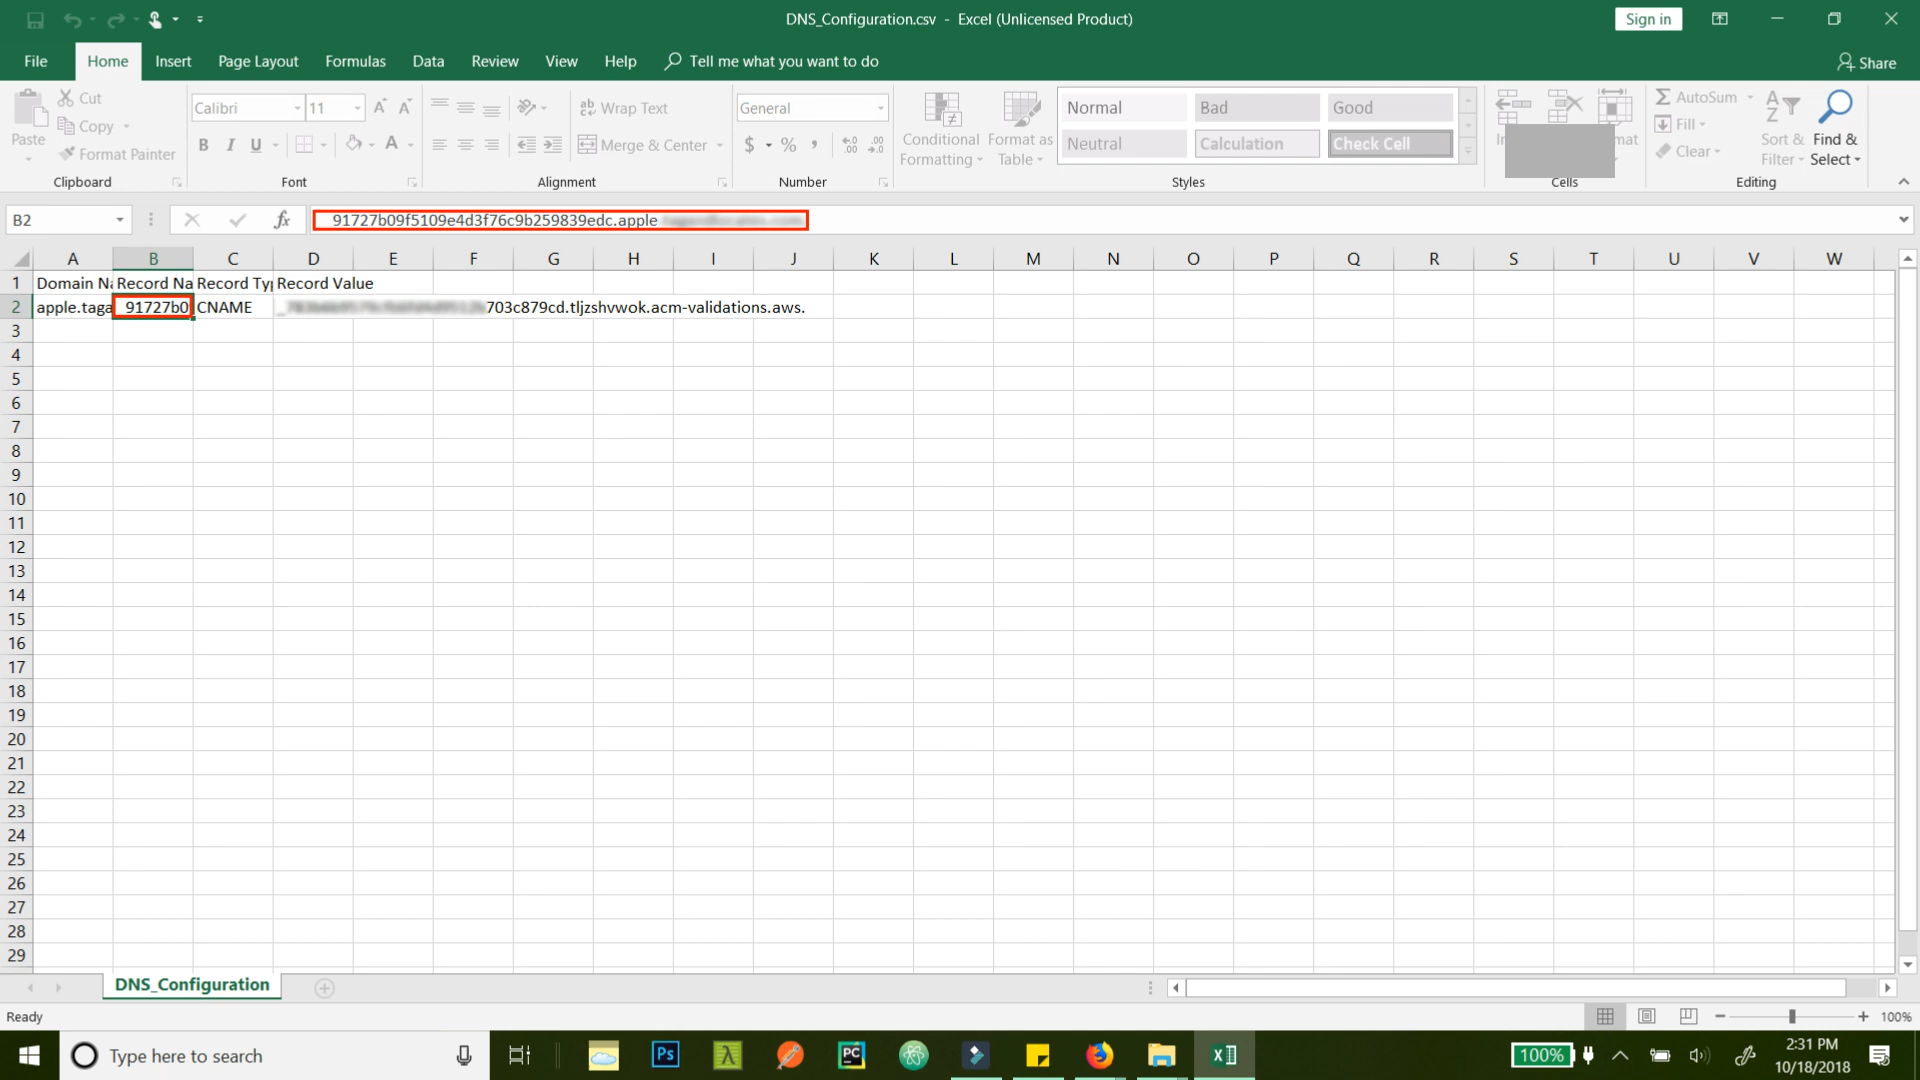 DNS_Configuration.csv - Excel (Unlicensed Product)
Sign in
File Home Insert Page Layout Formulas Data Review View Help Tell me what you want to do
Share
Paste
Cut
Copy
Format Painter
Clipboard
Calibri 11
B I U A
Font
Wrap Text
Merge & Center
Alignment
General
$ % ,
Number
Conditional Formatting
Format as Table
Normal Bad Good
Neutral Calculation Check Cell
Styles
Cells
AutoSum
Fill
Clear
Sort & Filter
Find & Select
Editing
B2
fx
91727b09f5109e4d3f76c9b259839edc.apple
A B C D E F G H I J K L M N O P Q R S T U V W
1 Domain Na Record Na Record Typ Record Value
2 apple.taga 91727b0 CNAME 703c879cd.tljzshvwok.acm-validations.aws.
3
4
5
6
7
8
9
10
11
12
13
14
15
16
17
18
19
20
21
22
23
24
25
26
27
28
29
DNS_Configuration
Ready
100%
Type here to search
Ps
PC
100%
2:31 PM
10/18/2018